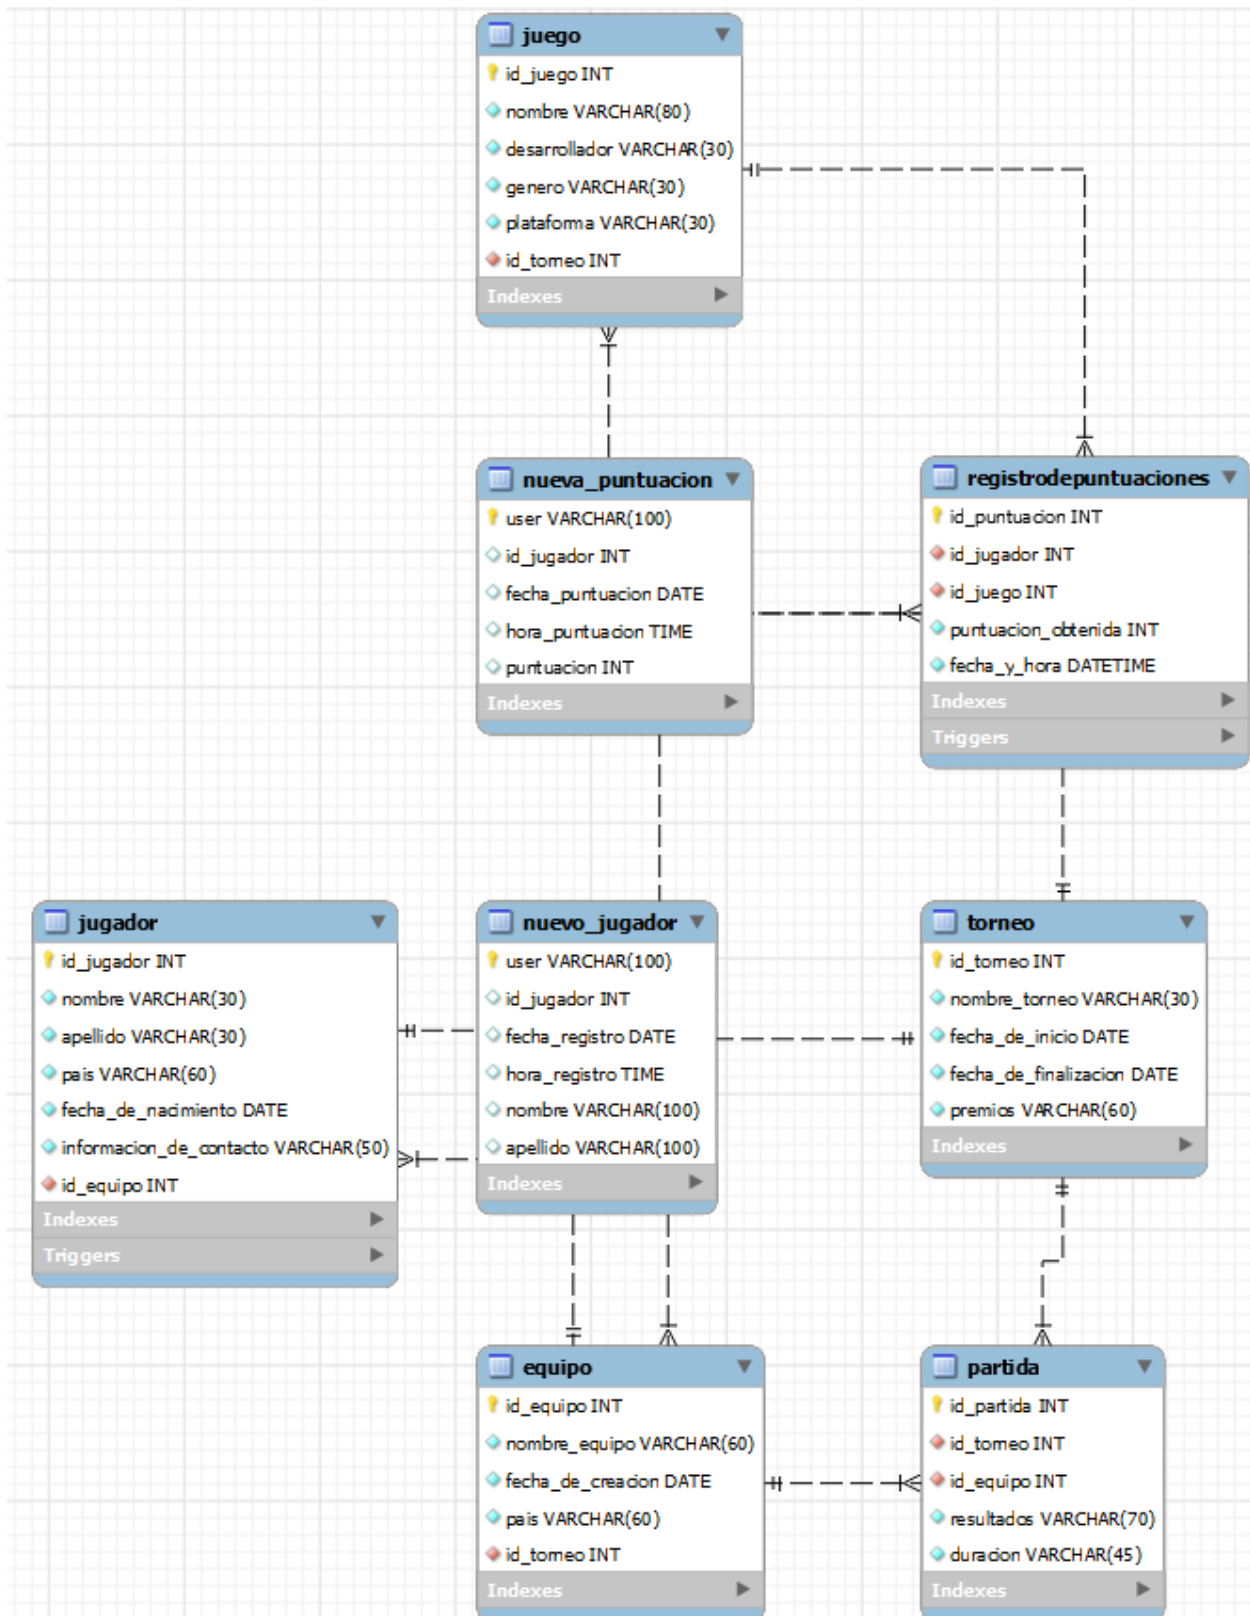 juego
id_juego INT
nombre VARCHAR(80)
desarrollador VARCHAR(30)
genero VARCHAR(30)
plataforma VARCHAR(30)
id_torneo INT
Indexes
nueva_puntuacion
user VARCHAR(100)
id_jugador INT
fecha_puntuacion DATE
hora_puntuacion TIME
puntuacion INT
Indexes
registrodepuntuaciones
id_puntuacion INT
id_jugador INT
id_juego INT
puntuacion_obtenida INT
fecha_y_hora DATETIME
Indexes
Triggers
jugador
id_jugador INT
nombre VARCHAR(30)
apellido VARCHAR(30)
pais VARCHAR(60)
fecha_de_nacimiento DATE
informacion_de_contacto VARCHAR(50)
id_equipo INT
Indexes
Triggers
nuevo_jugador
user VARCHAR(100)
id_jugador INT
fecha_registro DATE
hora_registro TIME
nombre VARCHAR(100)
apellido VARCHAR(100)
Indexes
torneo
id_torneo INT
nombre_torneo VARCHAR(30)
fecha_de_inicio DATE
fecha_de_finalizacion DATE
premios VARCHAR(60)
Indexes
equipo
id_equipo INT
nombre_equipo VARCHAR(60)
fecha_de_creacion DATE
pais VARCHAR(60)
id_torneo INT
Indexes
partida
id_partida INT
id_torneo INT
id_equipo INT
resultados VARCHAR(70)
duracion VARCHAR(45)
Indexes